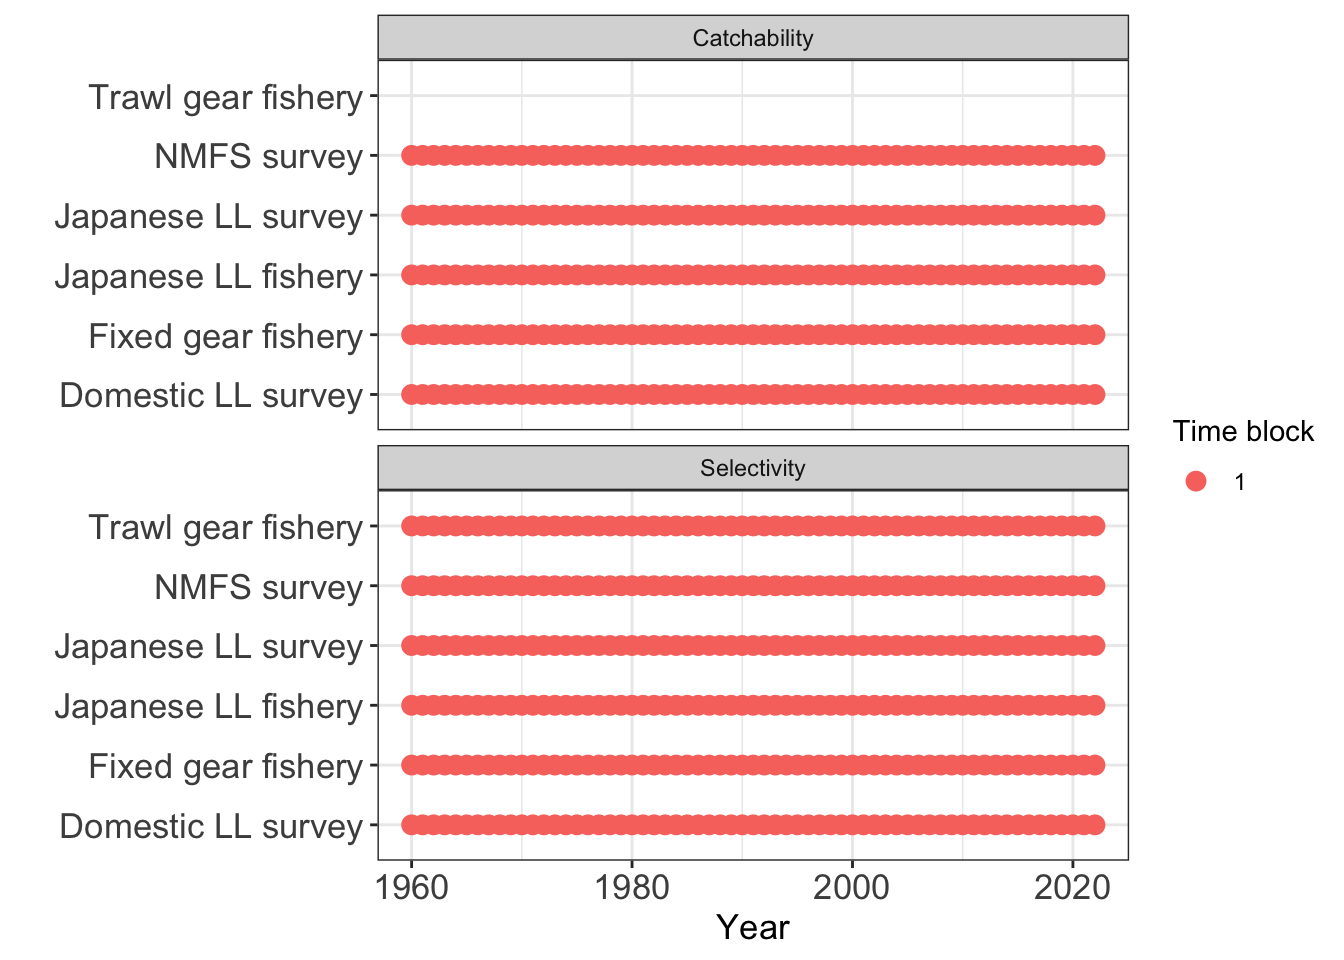 Catchability
Trawl gear fishery
NMFS survey
Japanese LL survey
Japanese LL fishery
Fixed gear fishery
Domestic LL survey
Selectivity
Trawl gear fishery
NMFS survey
Japanese LL survey
Japanese LL fishery
Fixed gear fishery
Domestic LL survey
1960 1980 2000 2020
Year
Time block
1